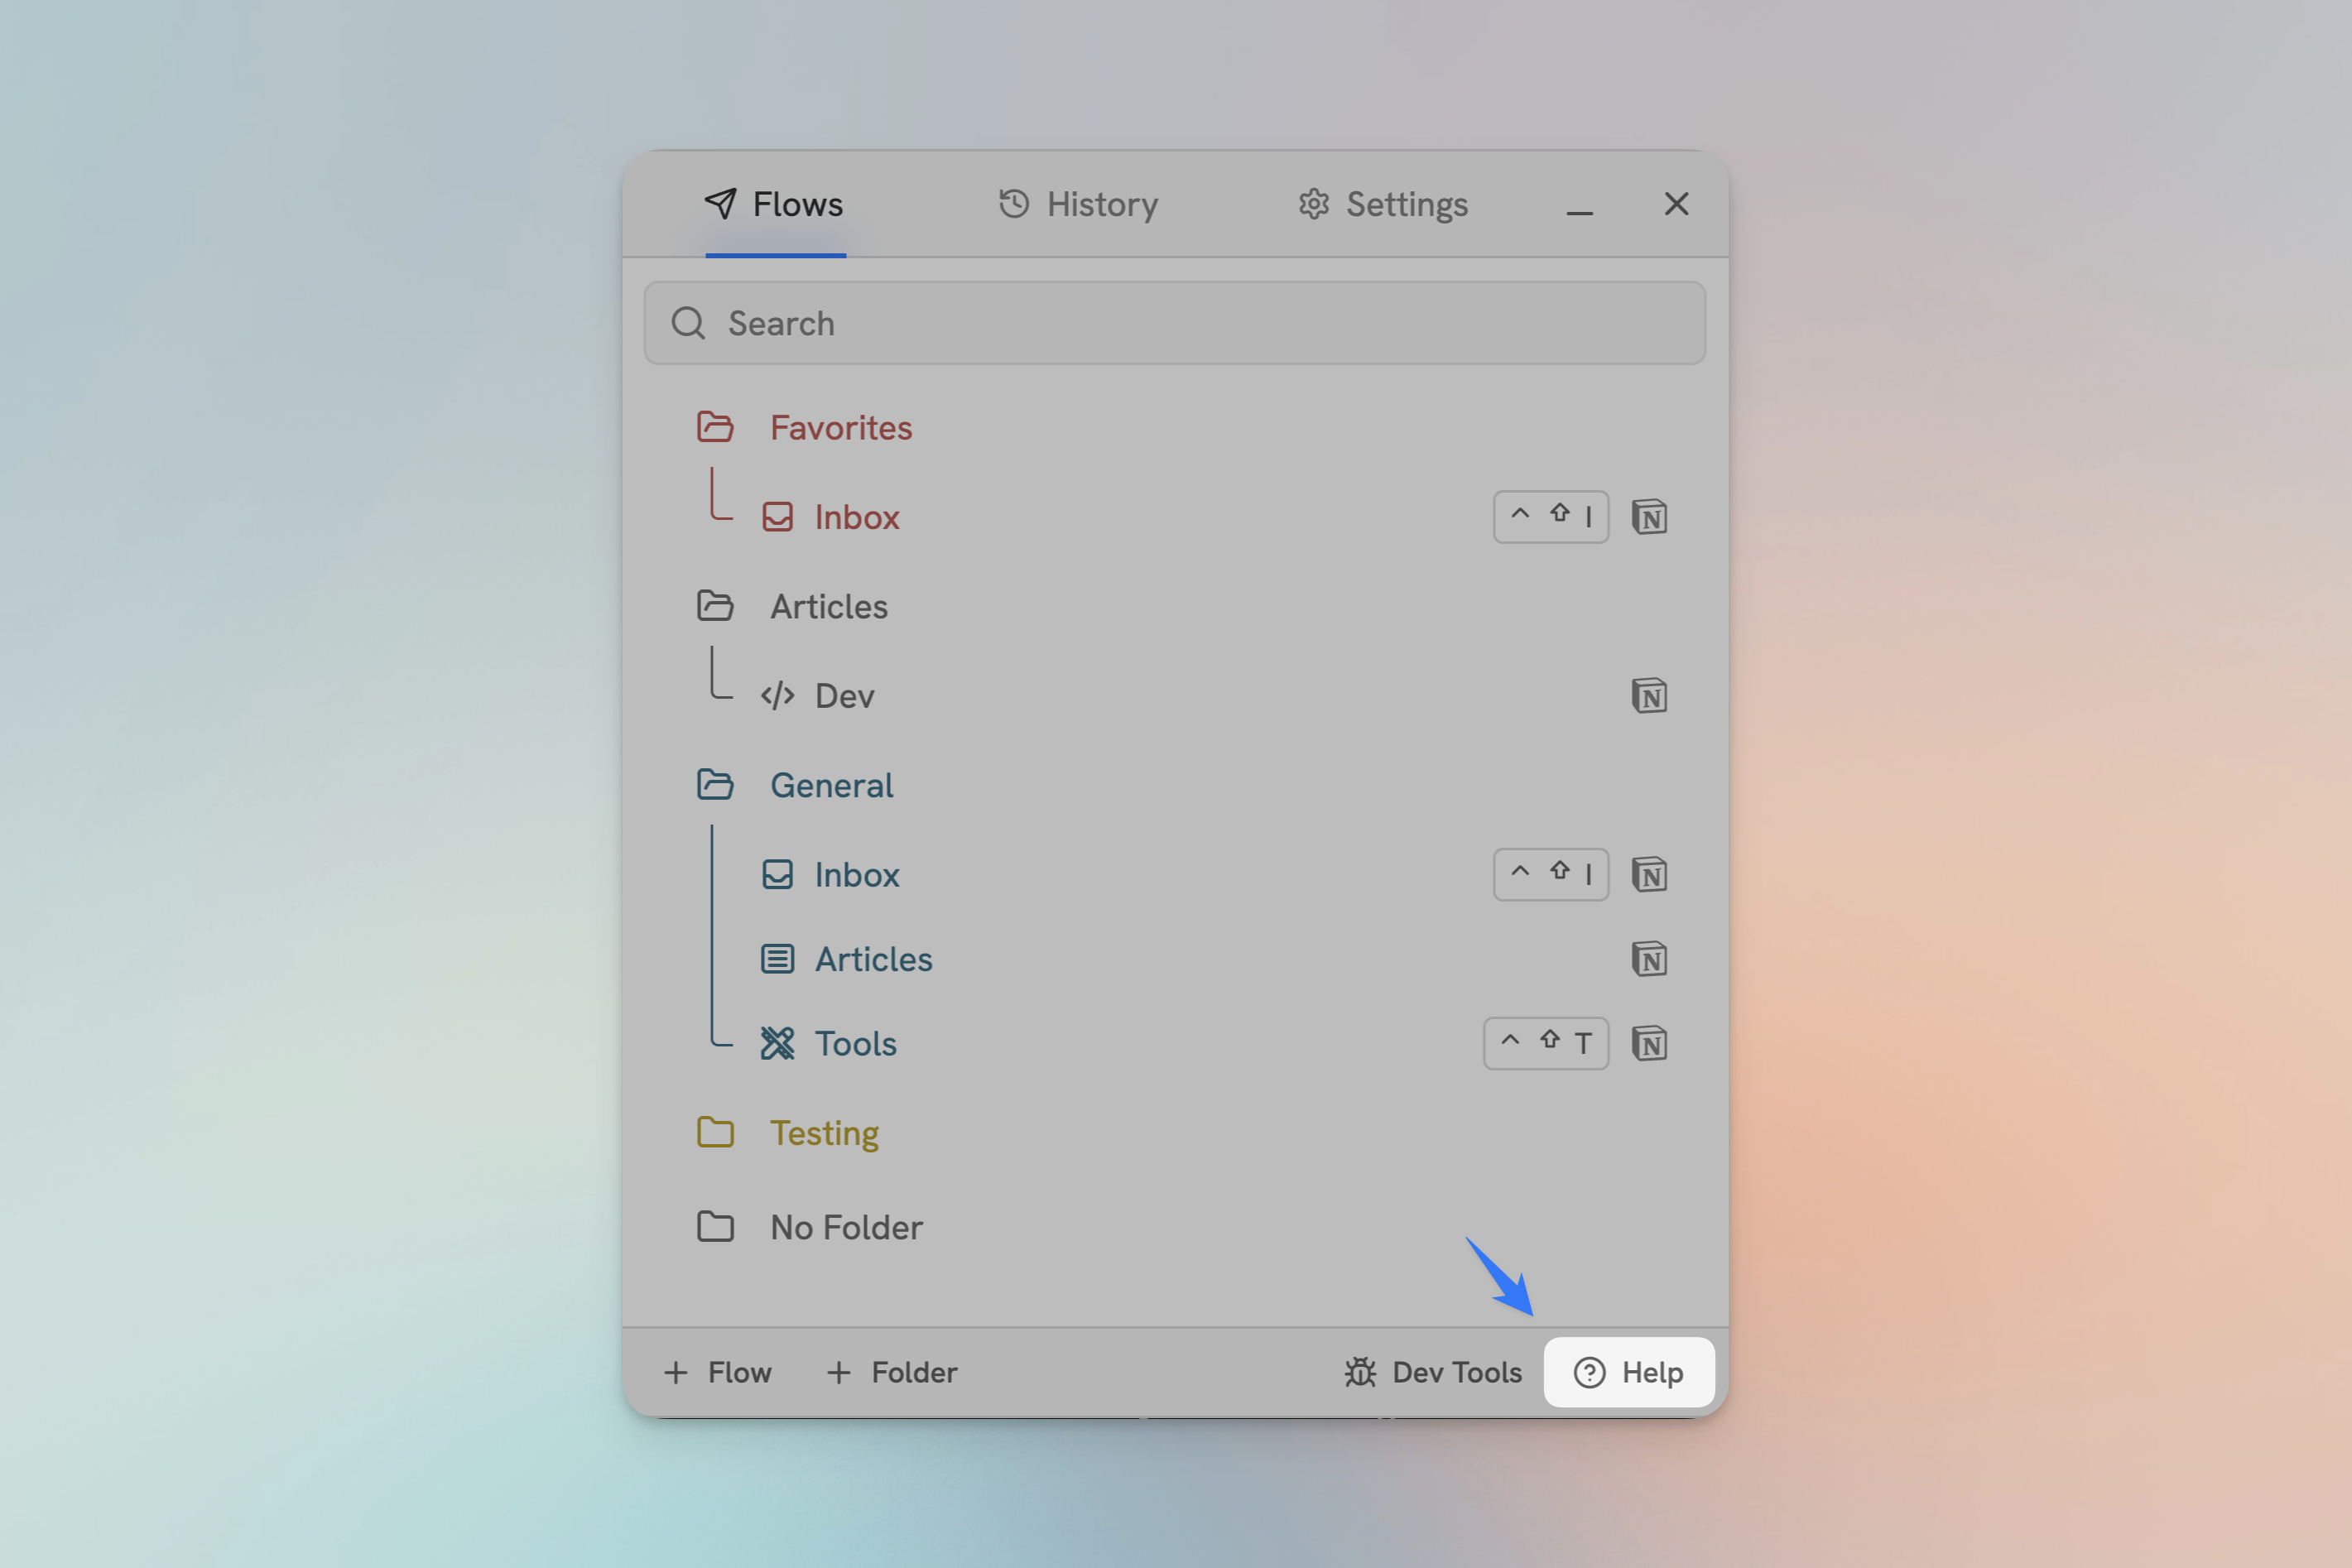 Flows History Settings
Search
Favorites
Inbox ^ ⇧ I
Articles
Dev
General
Inbox ^ ⇧ I
Articles
Tools ^ ⇧ T
Testing
No Folder
+ Flow + Folder Dev Tools Help